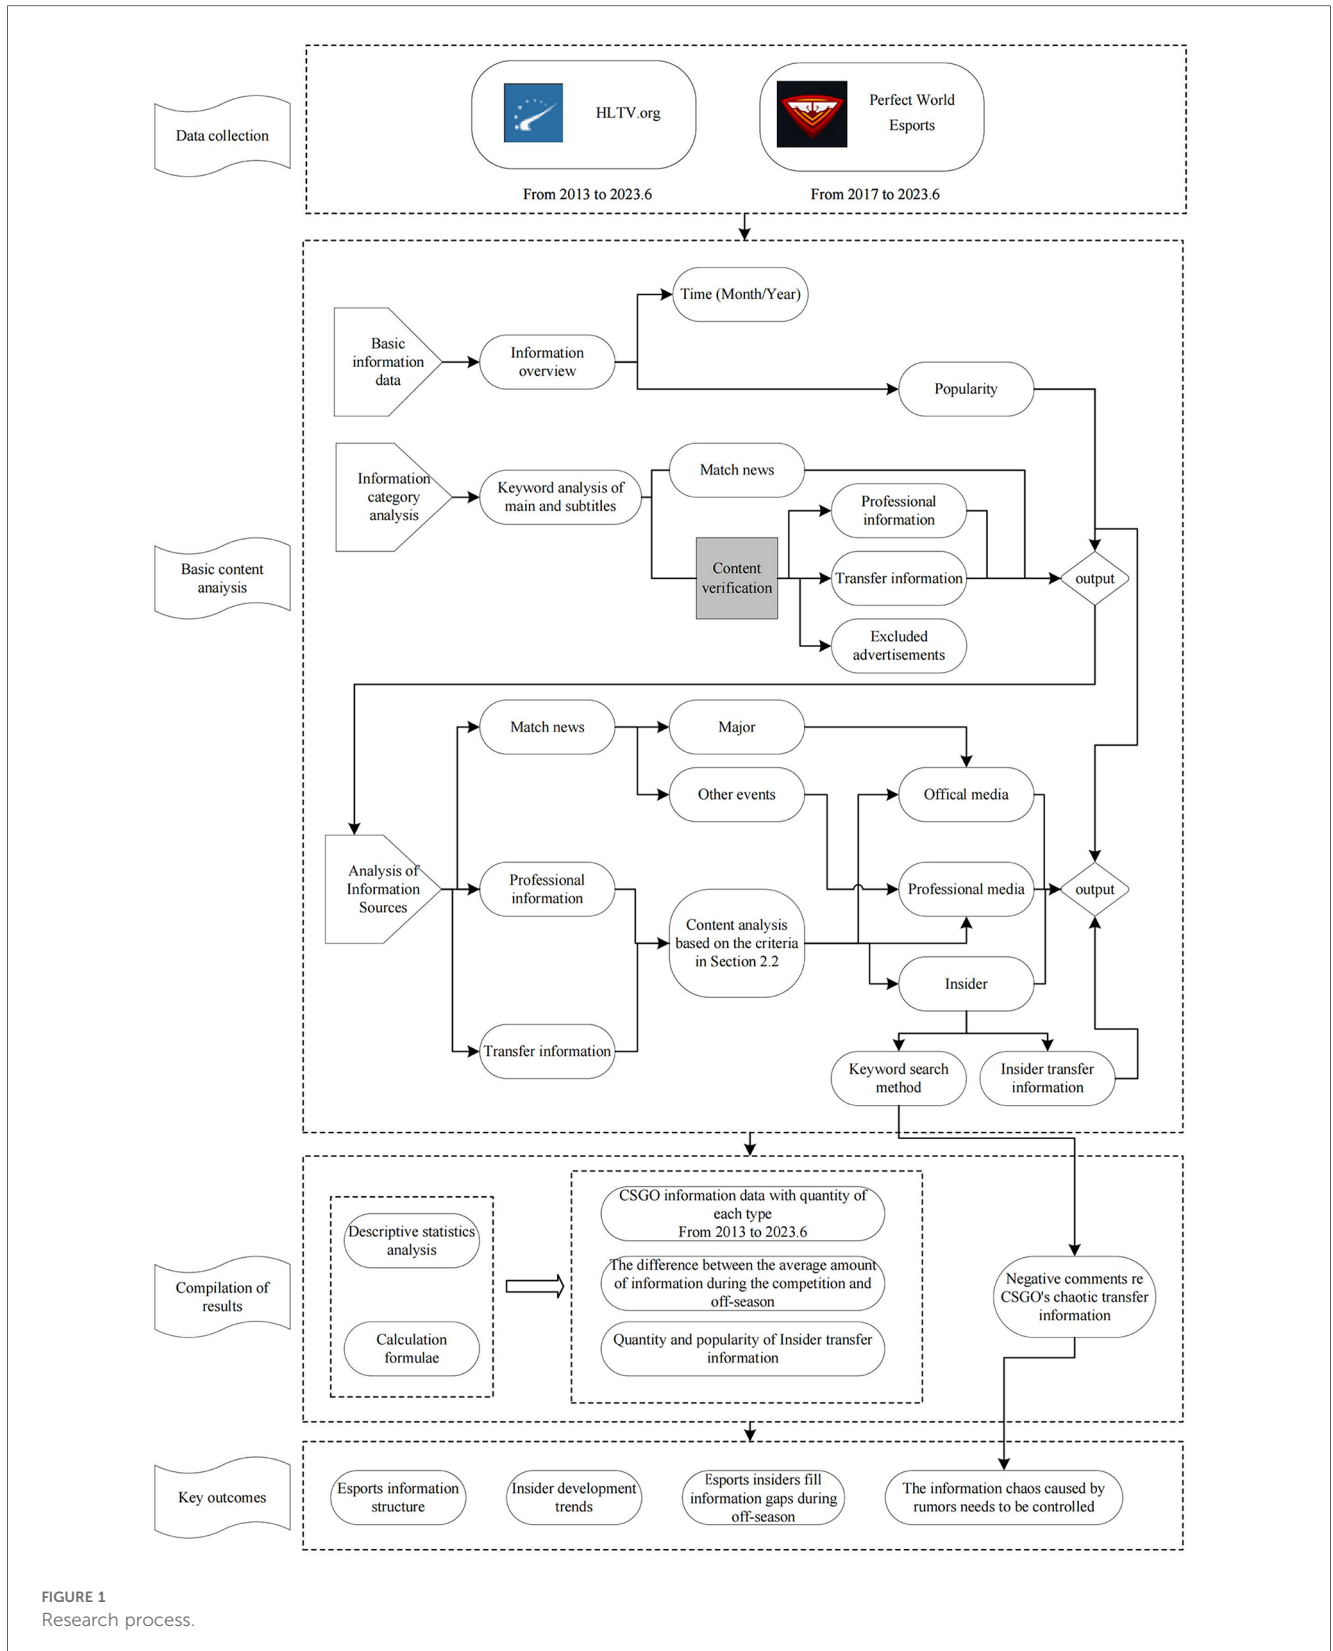 Data collection
HLTV.org
Perfect World
Esports
From 2013 to 2023.6
From 2017 to 2023.6
Basic content
anaiysis
Time (Month/Year)
Basic
information
data
Information
overview
Popularity
Information
category
analysis
Keyword analysis of
main and subtitles
Match news
Professional
information
Content
verification
Transfer information
output
Excluded
advertisements
Match news
Major
Other events
Offical media
Analysis of
Information
Sources
Professional
information
Content analysis
based on the criteria
in Section 2.2
Professional media
output
Insider
Transfer information
Keyword search
method
Insider transfer
information
Compilation of
results
Descriptive statistics
analysis
Calculation
formulae
CSGO information data with quantity of
each type
From 2013 to 2023.6
The difference between the average amount
of information during the competition and
off-season
Quantity and popularity of Insider transfer
information
Negative comments re
CSGO's chaotic transfer
information
Key outcomes
Esports information
structure
Insider development
trends
Esports insiders fill
information gaps during
off-season
The information chaos caused by
rumors needs to be controlled
FIGURE 1
Research process.